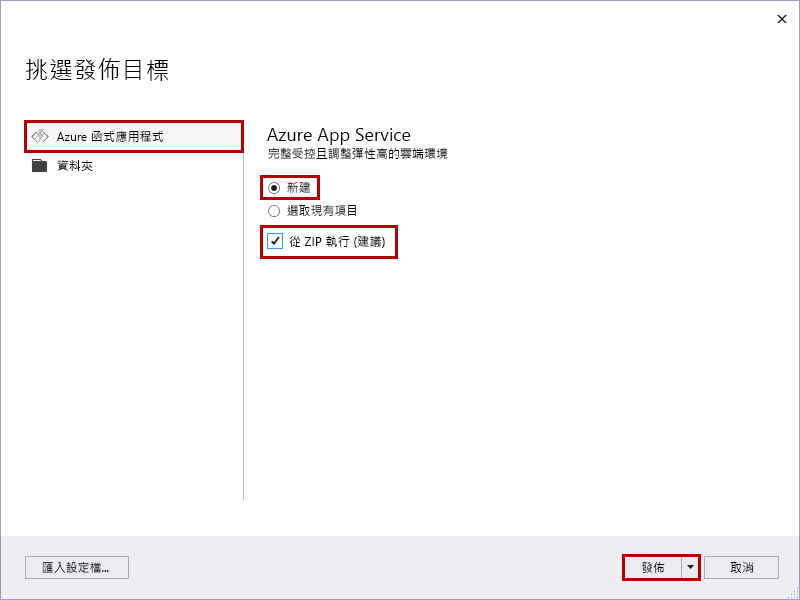 挑選發佈目標
Azure 函式應用程式
資料夾
Azure App Service
完整受控且調整彈性高的雲端環境
新建
選取現有項目
從 ZIP 執行 (建議)
匯入設定檔...
發佈
取消